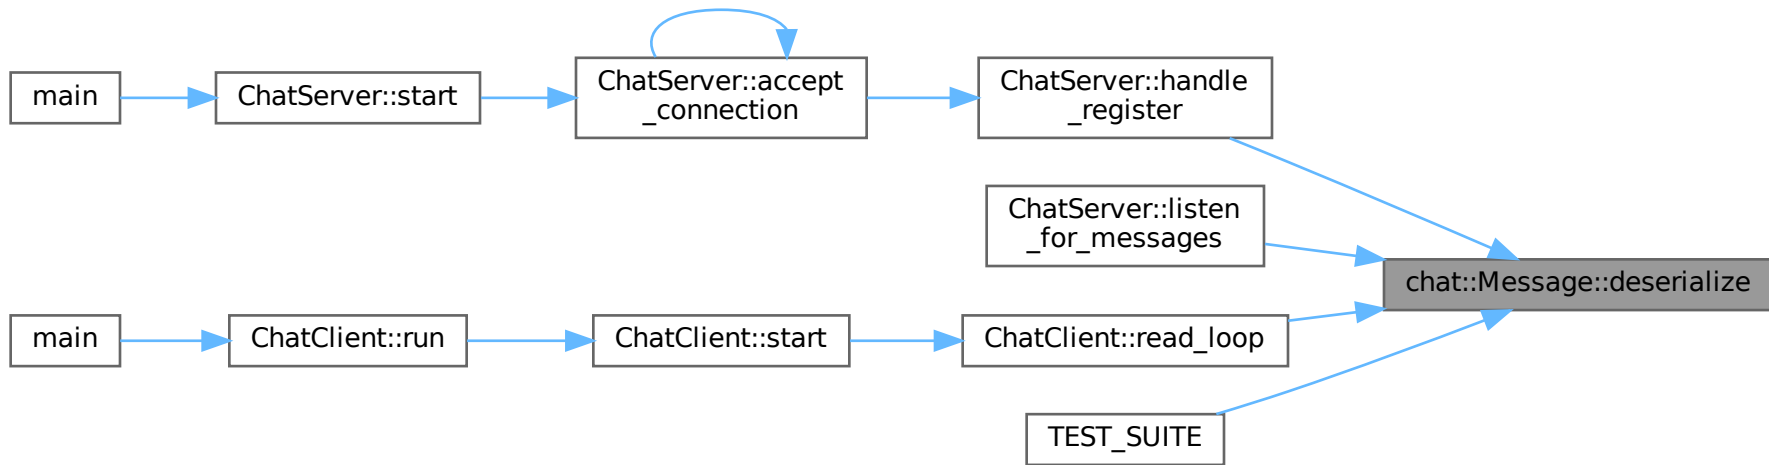 main
ChatServer::start
ChatServer::accept
_connection
ChatServer::handle
_register
ChatServer::listen
_for_messages
chat::Message::deserialize
main
ChatClient::run
ChatClient::start
ChatClient::read_loop
TEST_SUITE